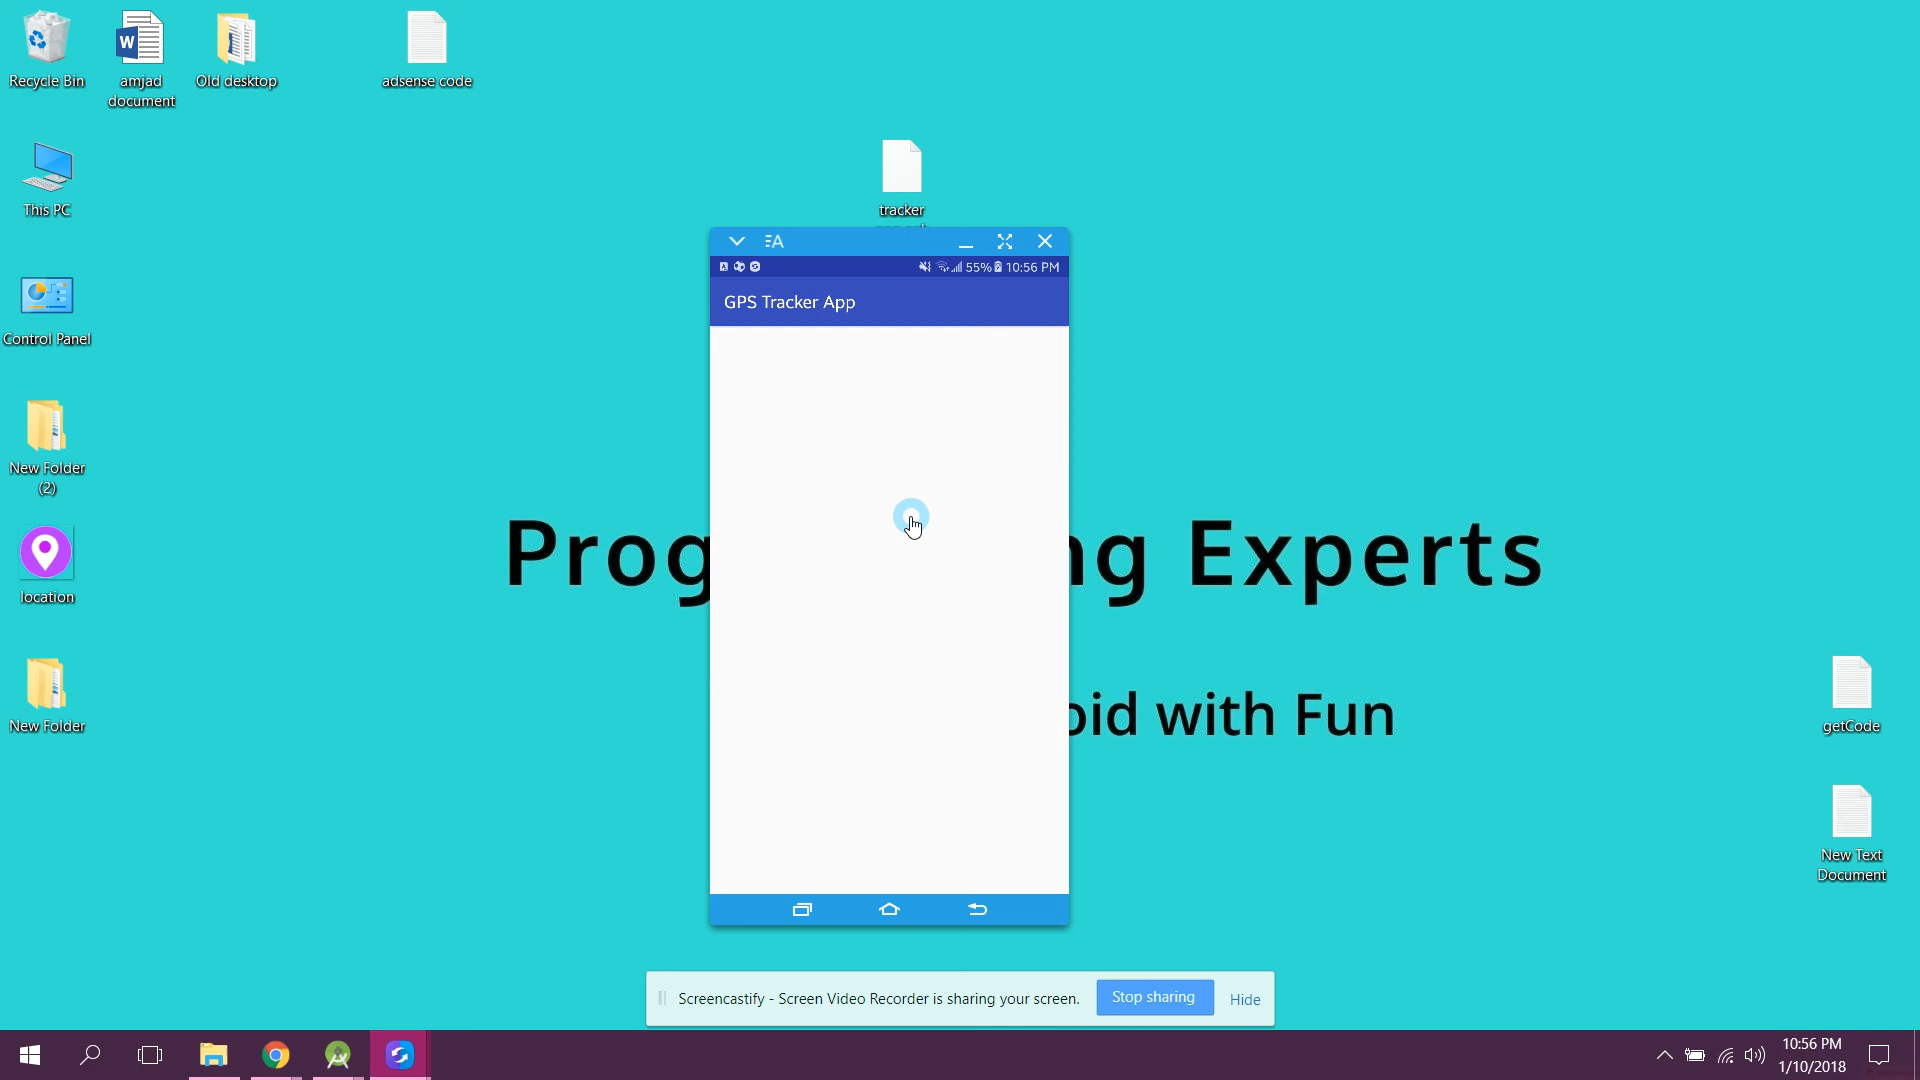 Recycle Bin
amjad
document
Old desktop
adsense code
This PC
tracker
Control Panel
New Folder
(2)
location
New Folder
55% 10:56 PM
GPS Tracker App
Prog
ng Experts
oid with Fun
getCode
New Text
Document
Screencastify - Screen Video Recorder is sharing your screen.
Stop sharing
Hide
10:56 PM
1/10/2018